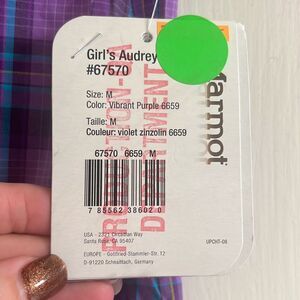 Girl's Audrey
#67570
Size: M
Color: Vibrant Purple 6659
Taille: M
Couleur: violet zinzolin 6659
67570 6659 M
7 85562 38602 0
USA - 2321 Circadian Way
Santa Rosa, CA 95407
EUROPE - Gottfried-Stammler-Str. 12
D-91220 Schnaittach, Germany
UPCHT-08
Marmot
DEPARTMENT